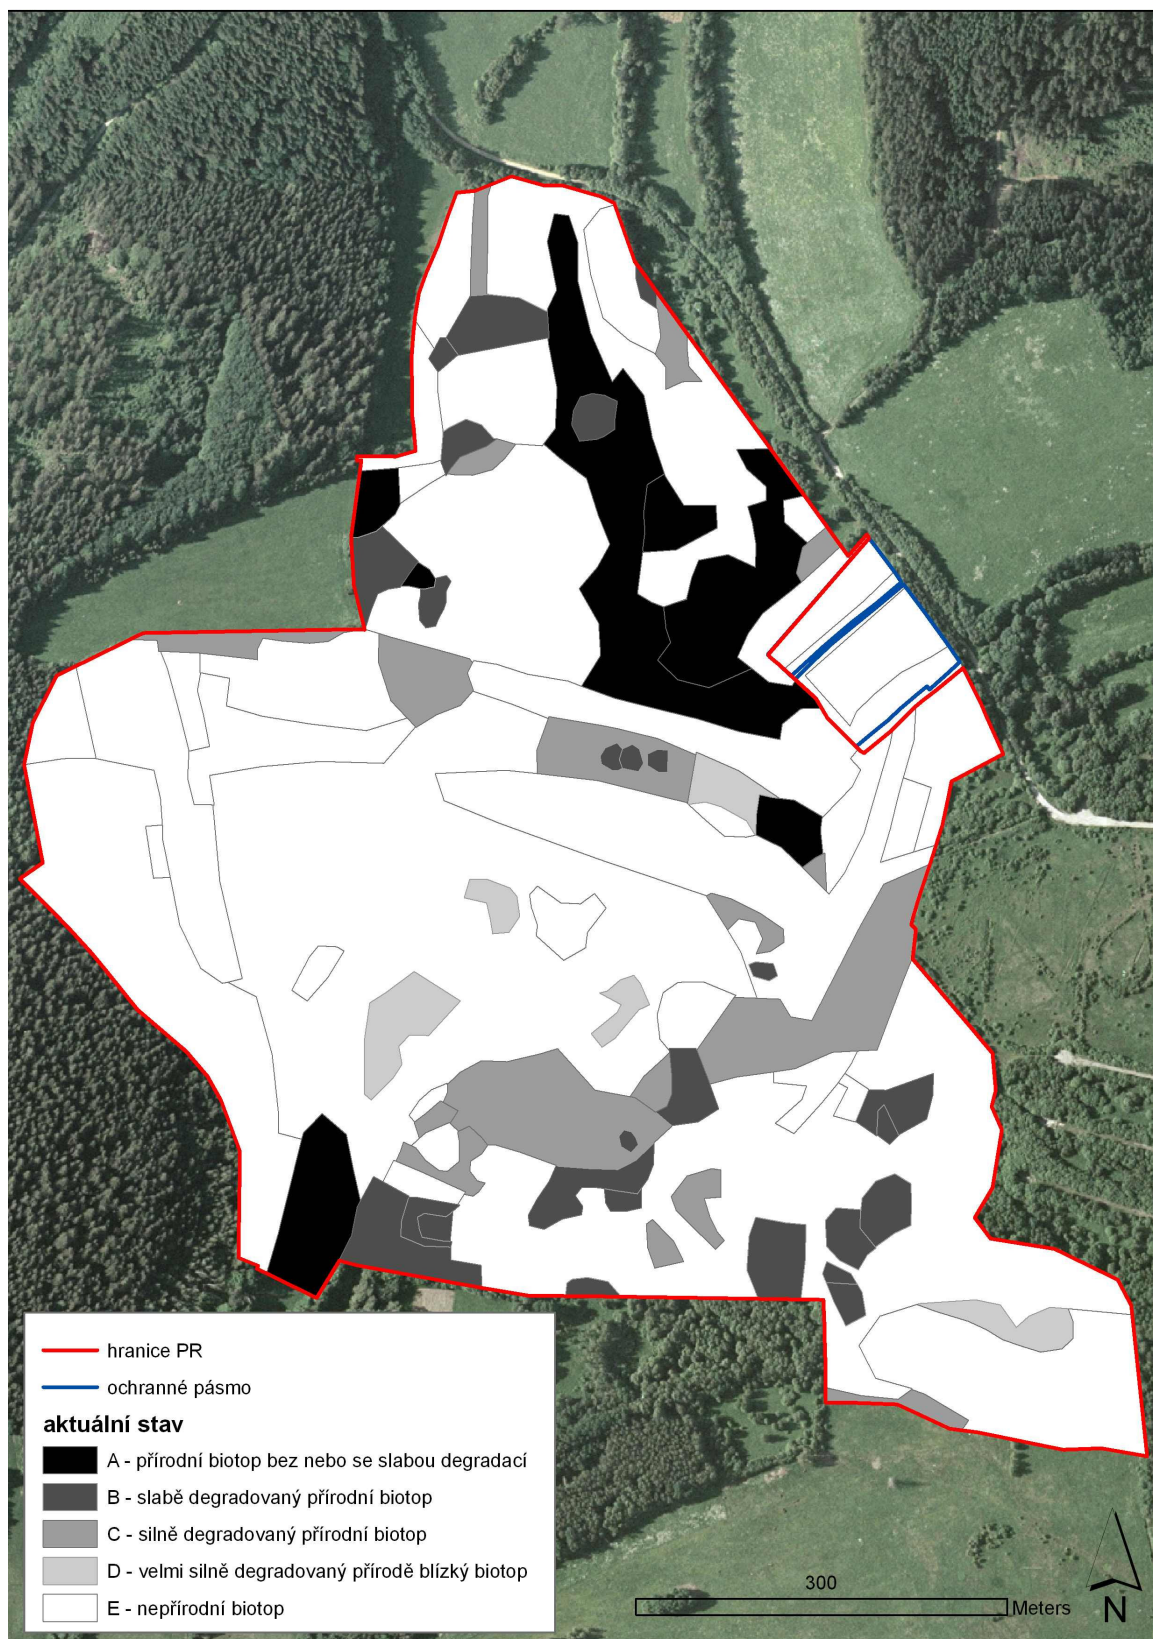 hranice PR
ochranné pásmo
aktuální stav
A - přírodní biotop bez nebo se slabou degradací
B - slabě degradovaný přírodní biotop
C - silně degradovaný přírodní biotop
D - velmi silně degradovaný přírodě blízký biotop
E - nepřírodní biotop
300
Meters
N